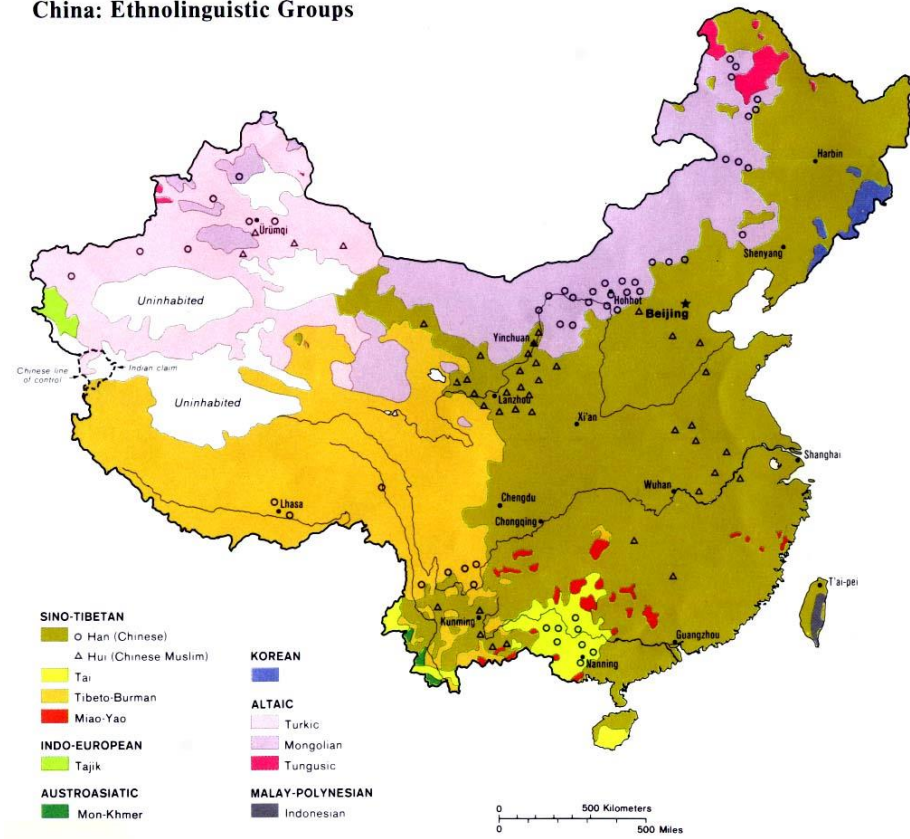 China: Ethnolinguistic Groups
Harbin
Ürümqi
Shenyang
Uninhabited
Hohhot
Beijing
Yinchuan
Chinese line
of control
Indian claim
Uninhabited
Lanzhou
Xi'an
Shanghai
Wuhan
Chengdu
Lhasa
Chongqing
T'ai-pei
Kunming
Guangzhou
Nanning
SINO-TIBETAN
Han (Chinese)
Hui (Chinese Muslim)
Tai
Tibeto-Burman
Miao-Yao
INDO-EUROPEAN
Tajik
AUSTROASIATIC
Mon-Khmer
KOREAN
ALTAIC
Turkic
Mongolian
Tungusic
MALAY-POLYNESIAN
Indonesian
0 500 Kilometers
0 500 Miles